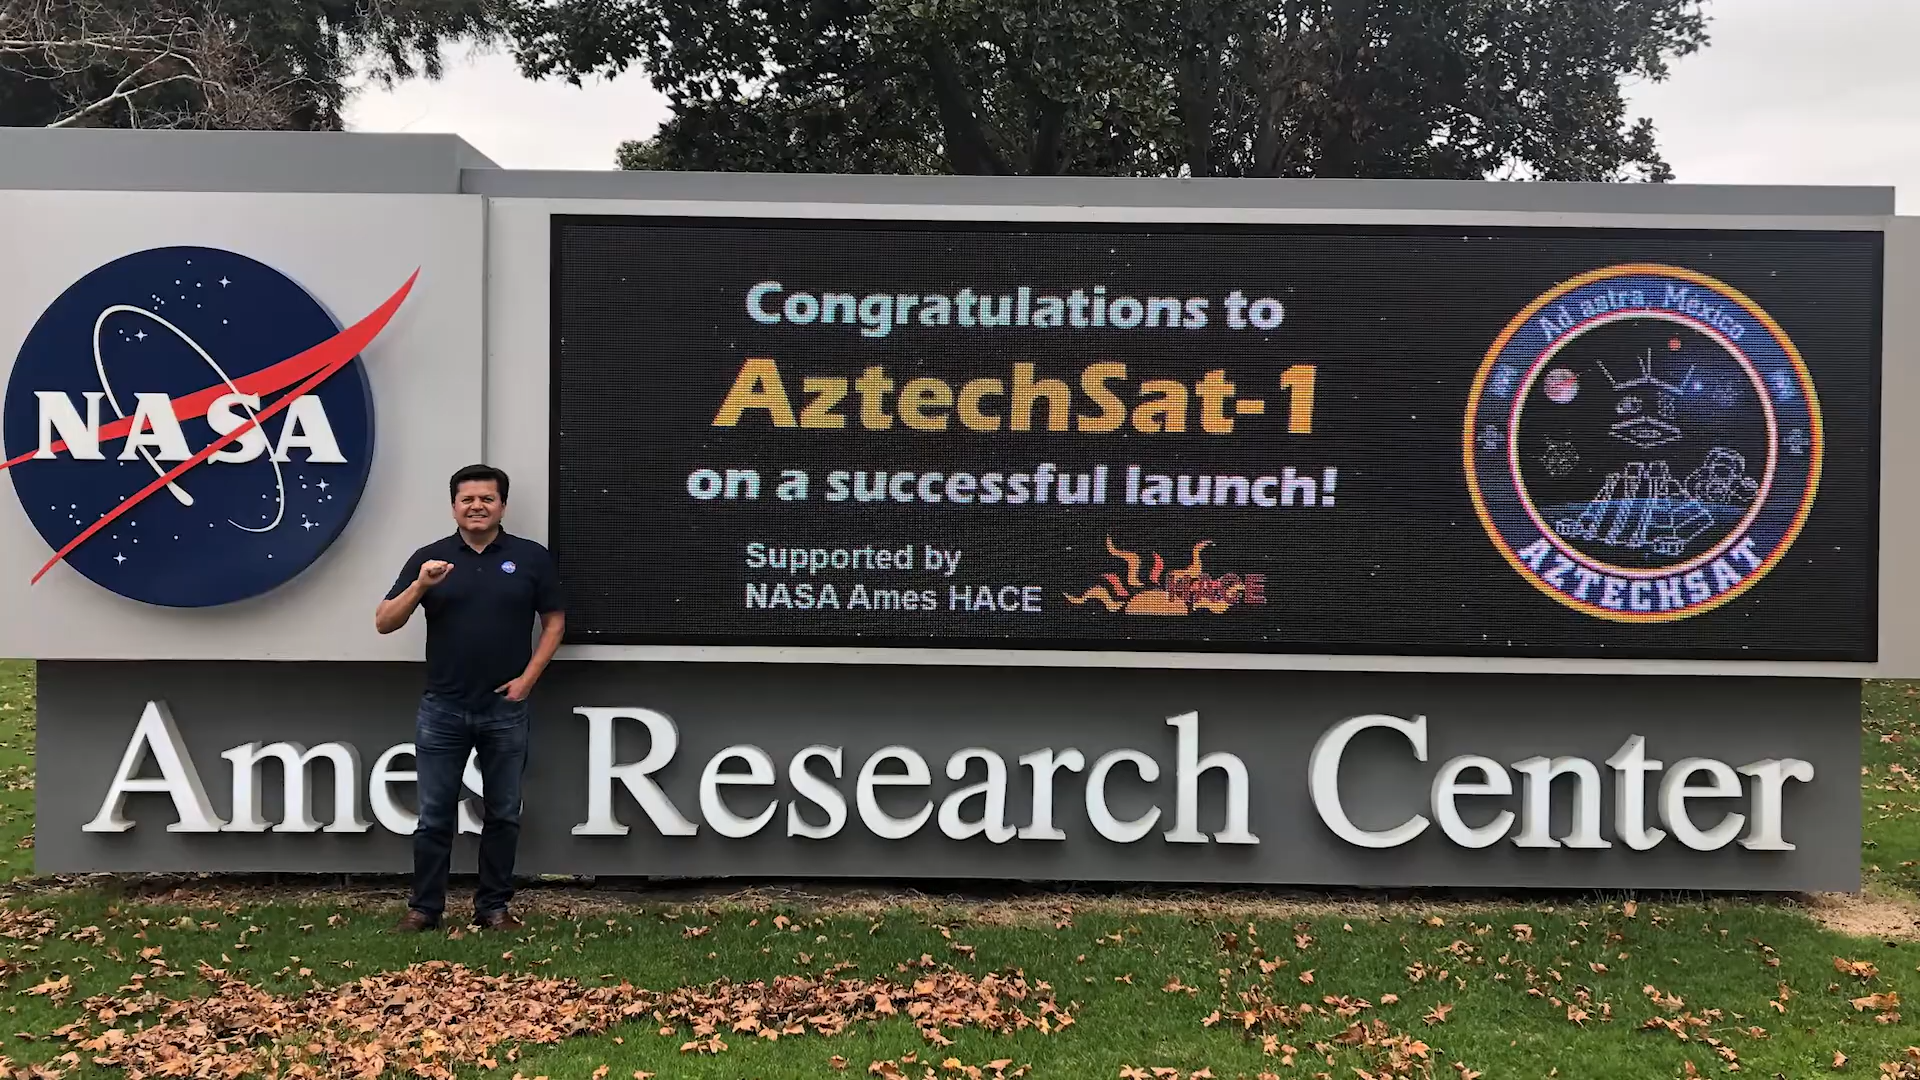 NASA
Congratulations to
AztechSat-1
on a successful launch!
Supported by
NASA Ames HACE
HACE
Ad astra Mexico
AZTECHSAT
Ames Research Center